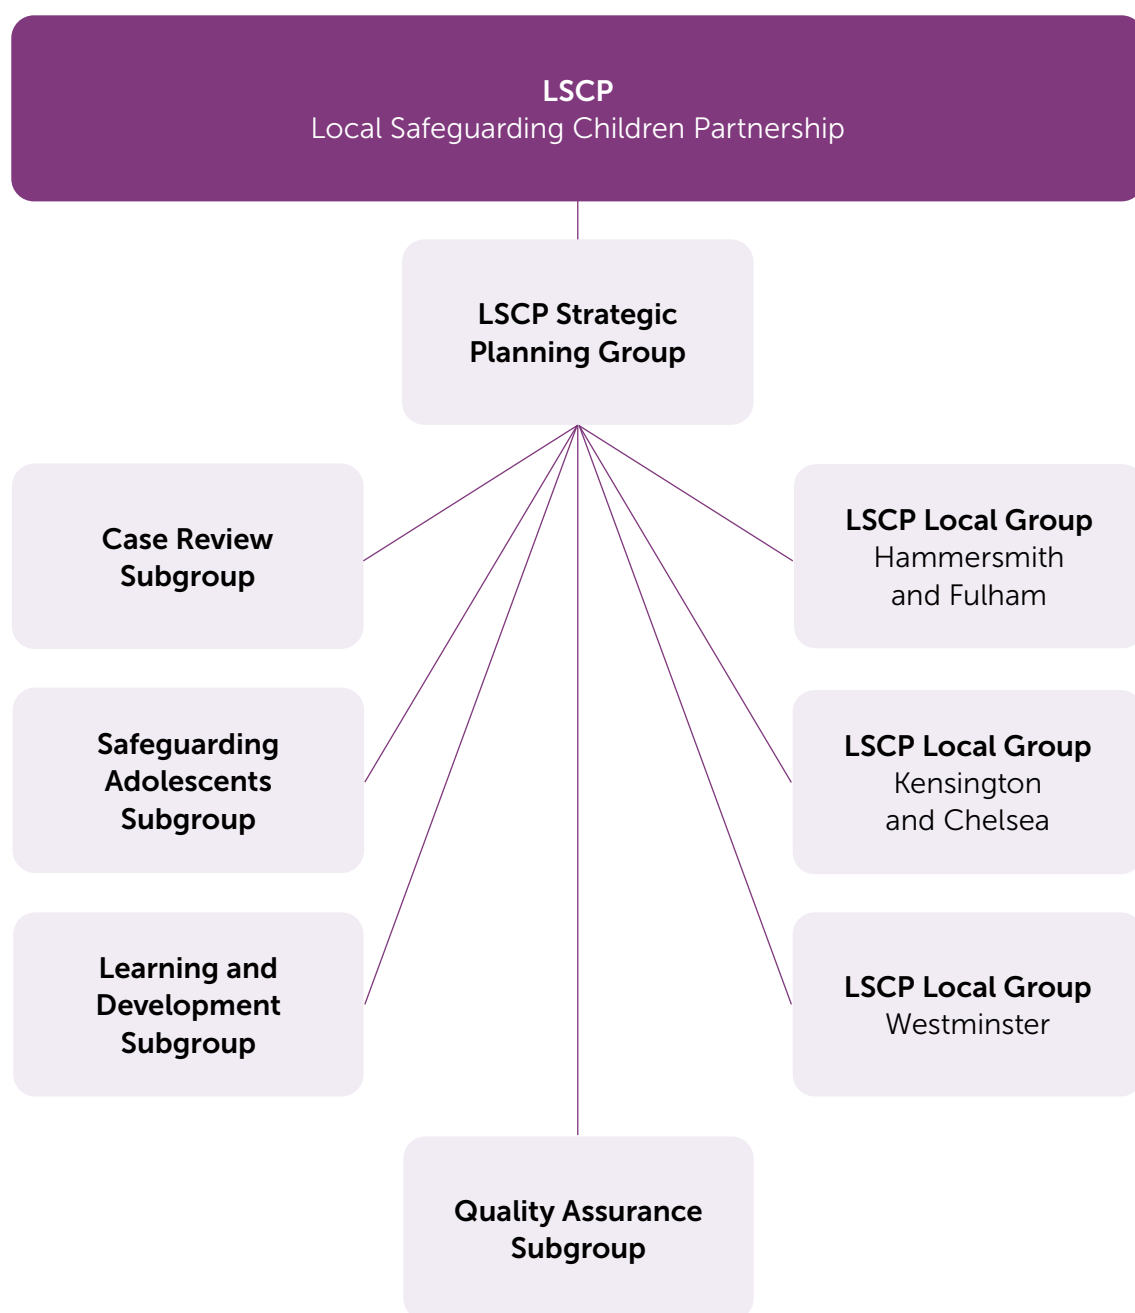 LSCP
Local Safeguarding Children Partnership
LSCP Strategic
Planning Group
Case Review
Subgroup
LSCP Local Group
Hammersmith
and Fulham
Safeguarding
Adolescents
Subgroup
LSCP Local Group
Kensington
and Chelsea
Learning and
Development
Subgroup
LSCP Local Group
Westminster
Quality Assurance
Subgroup